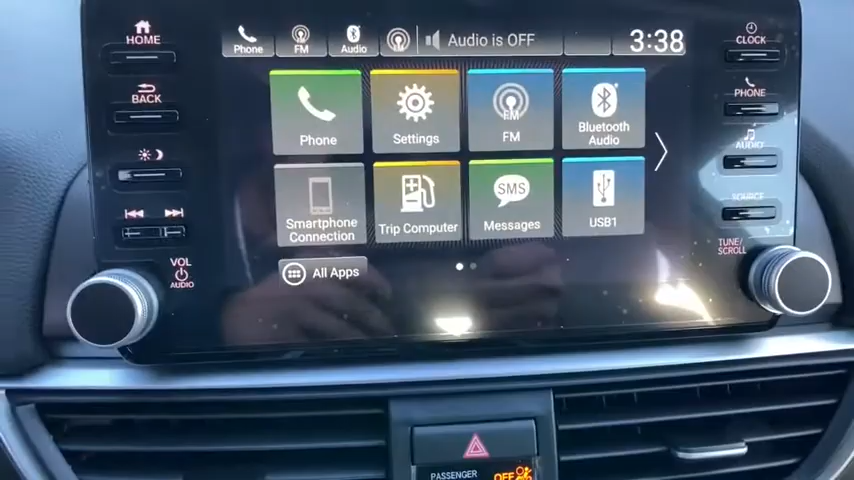 HOME
Phone
FM
Audio
Audio is OFF
3:38
CLOCK
BACK
PHONE
AUDIO
SOURCE
TUNE
SCROLL
VOL
AUDIO
Phone
Settings
FM
FM
Bluetooth
Audio
Smartphone
Connection
Trip Computer
SMS
Messages
USB1
All Apps
PASSENGER
OFF